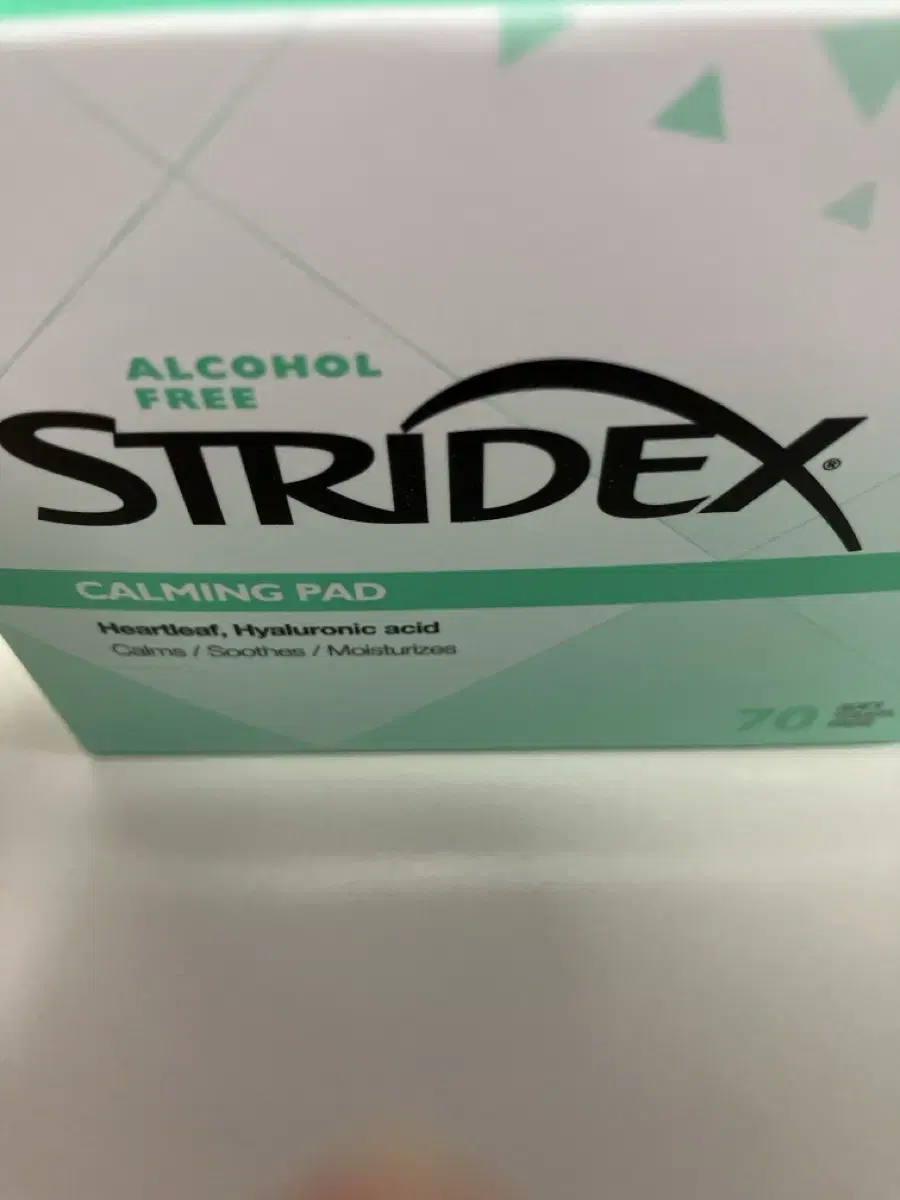 ALCOHOL
FREE
STRIDEX®
CALMING PAD
Heartleaf, Hyaluronic acid
Calms / Soothes / Moisturizes
70